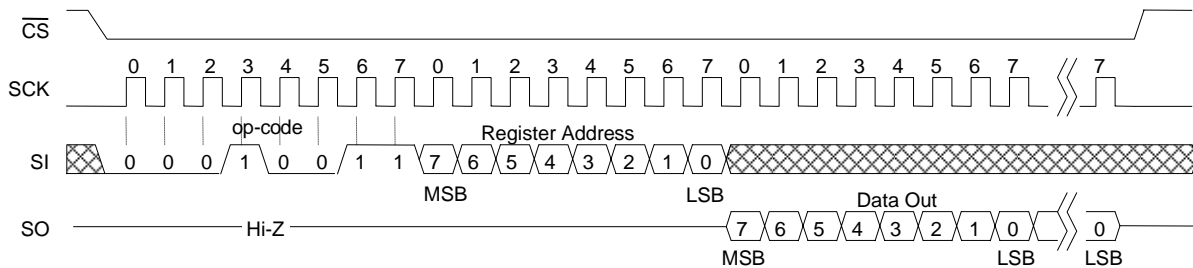 CS
0 1 2 3 4 5 6 7 0 1 2 3 4 5 6 7 0 1 2 3 4 5 6 7 7
SCK
op-code Register Address
SI 0 0 0 1 0 0 1 1 7 6 5 4 3 2 1 0
MSB LSB Data Out
SO Hi-Z 7 6 5 4 3 2 1 0 0
MSB LSB LSB